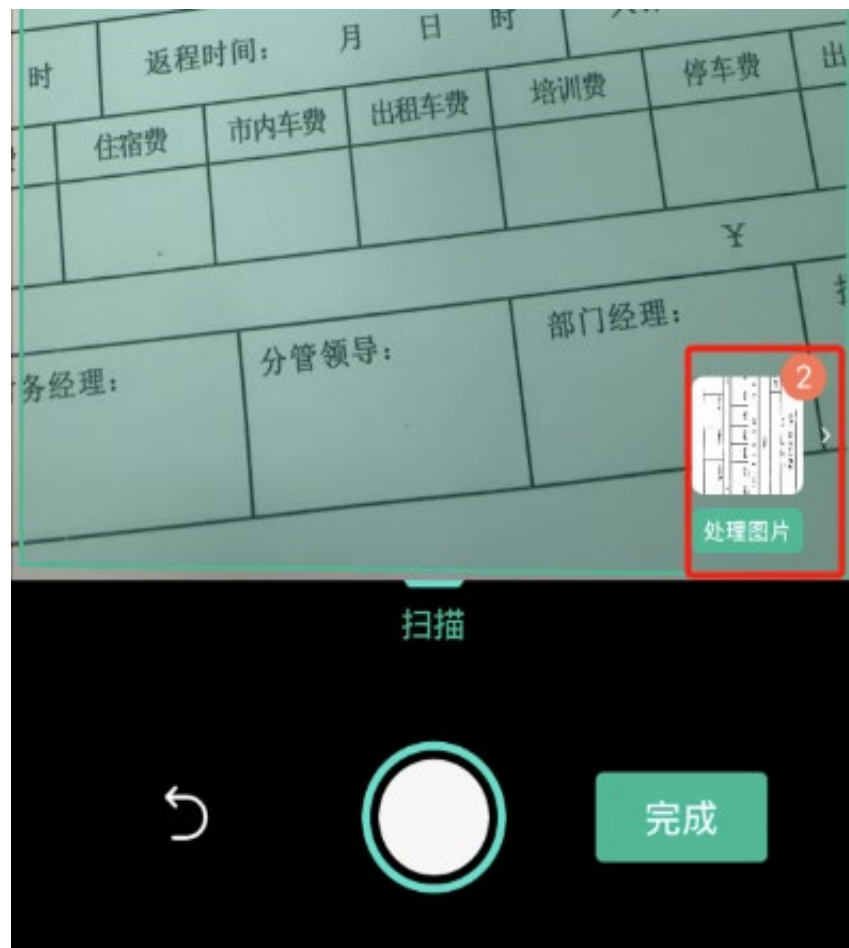 时 返程时间： 月 日 时
住宿费 市内车费 出租车费 培训费 停车费 出
￥
务经理： 分管领导： 部门经理：
2
处理图片
扫描
完成